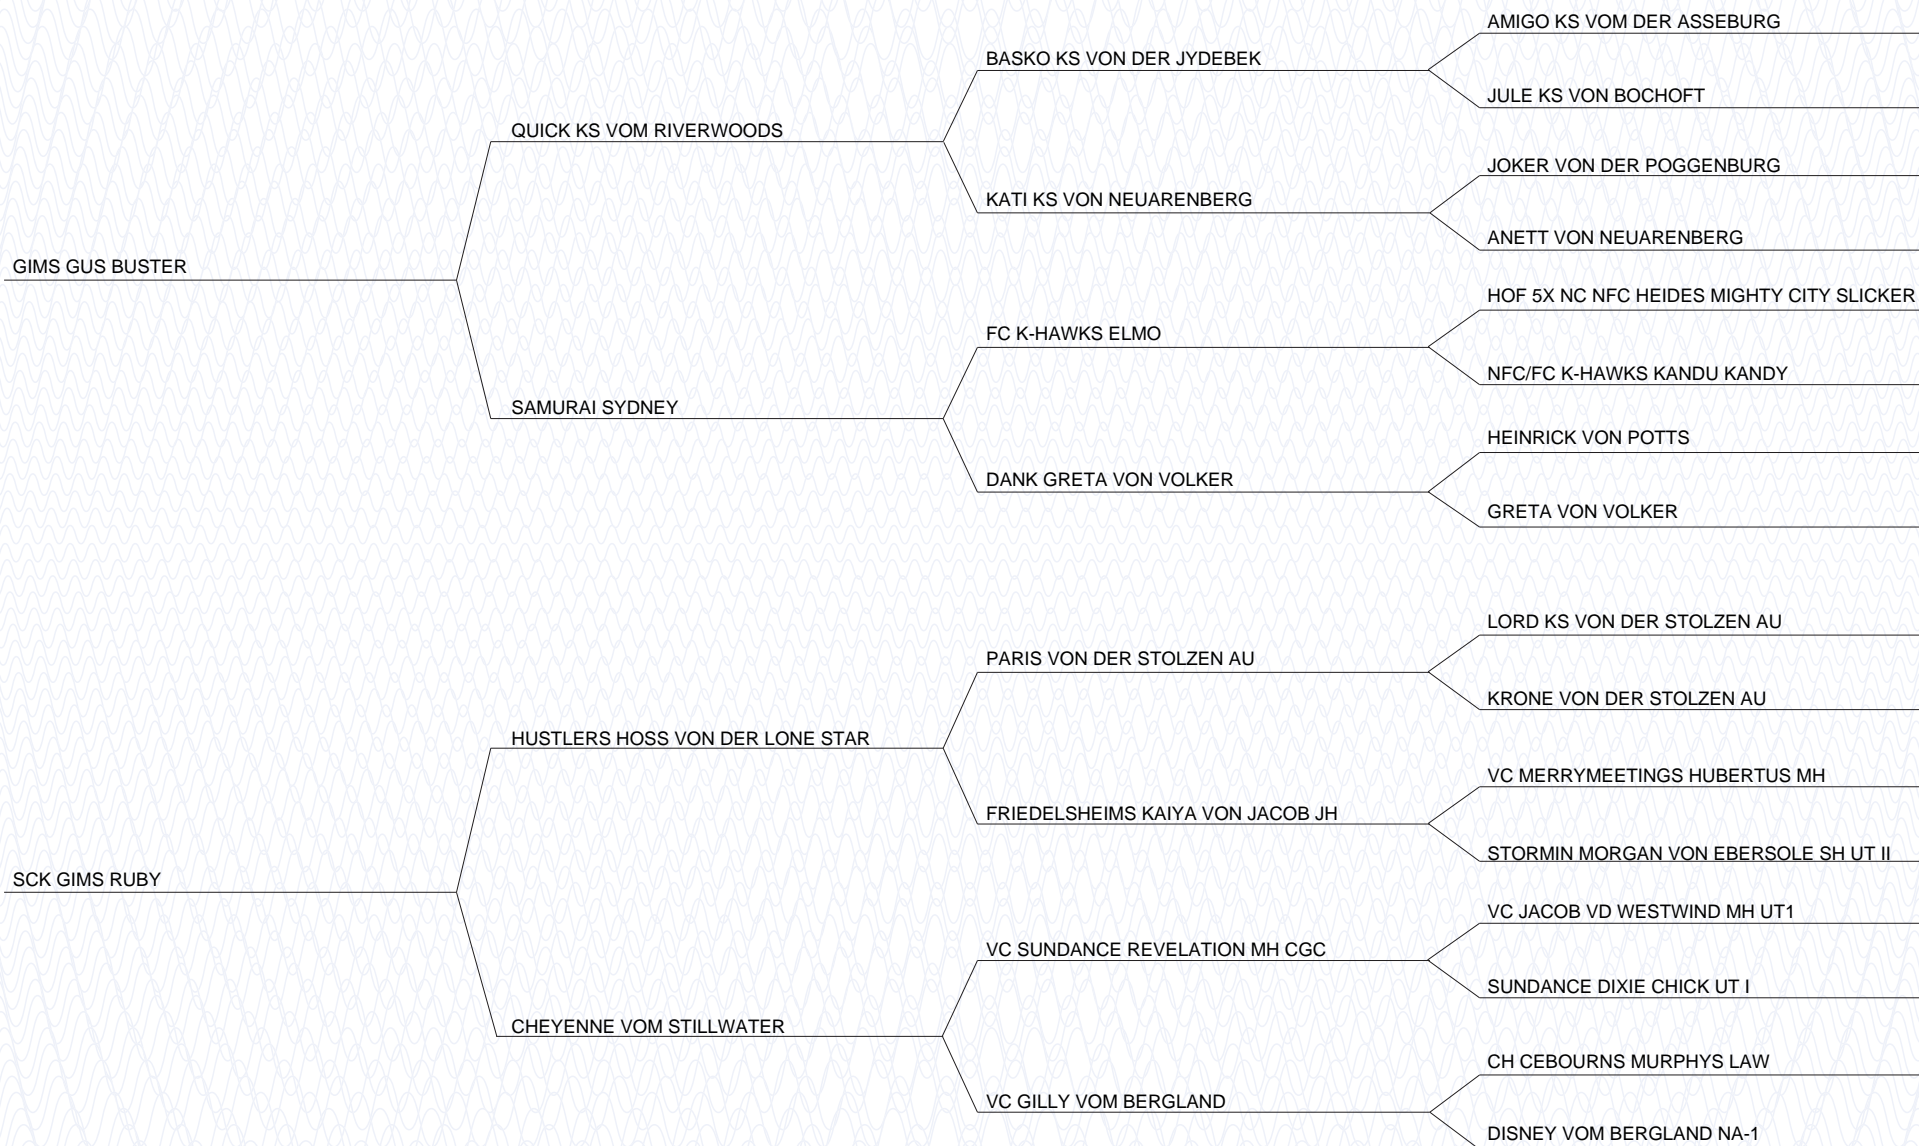 AMIGO KS VOM DER ASSEBURG
BASKO KS VON DER JYDEBEK
JULE KS VON BOCHOFT
QUICK KS VOM RIVERWOODS
JOKER VON DER POGGENBURG
KATI KS VON NEUARENBERG
ANETT VON NEUARENBERG
GIMS GUS BUSTER
HOF 5X NC NFC HEIDES MIGHTY CITY SLICKER
FC K-HAWKS ELMO
NFC/FC K-HAWKS KANDU KANDY
SAMURAI SYDNEY
HEINRICK VON POTTS
DANK GRETA VON VOLKER
GRETA VON VOLKER
LORD KS VON DER STOLZEN AU
PARIS VON DER STOLZEN AU
KRONE VON DER STOLZEN AU
HUSTLERS HOSS VON DER LONE STAR
VC MERRYMEETINGS HUBERTUS MH
FRIEDELSHEIMS KAIYA VON JACOB JH
STORMIN MORGAN VON EBERSOLE SH UT II
SCK GIMS RUBY
VC JACOB VD WESTWIND MH UT1
VC SUNDANCE REVELATION MH CGC
SUNDANCE DIXIE CHICK UT I
CHEYENNE VOM STILLWATER
CH CEBOURNS MURPHYS LAW
VC GILLY VOM BERGLAND
DISNEY VOM BERGLAND NA-1